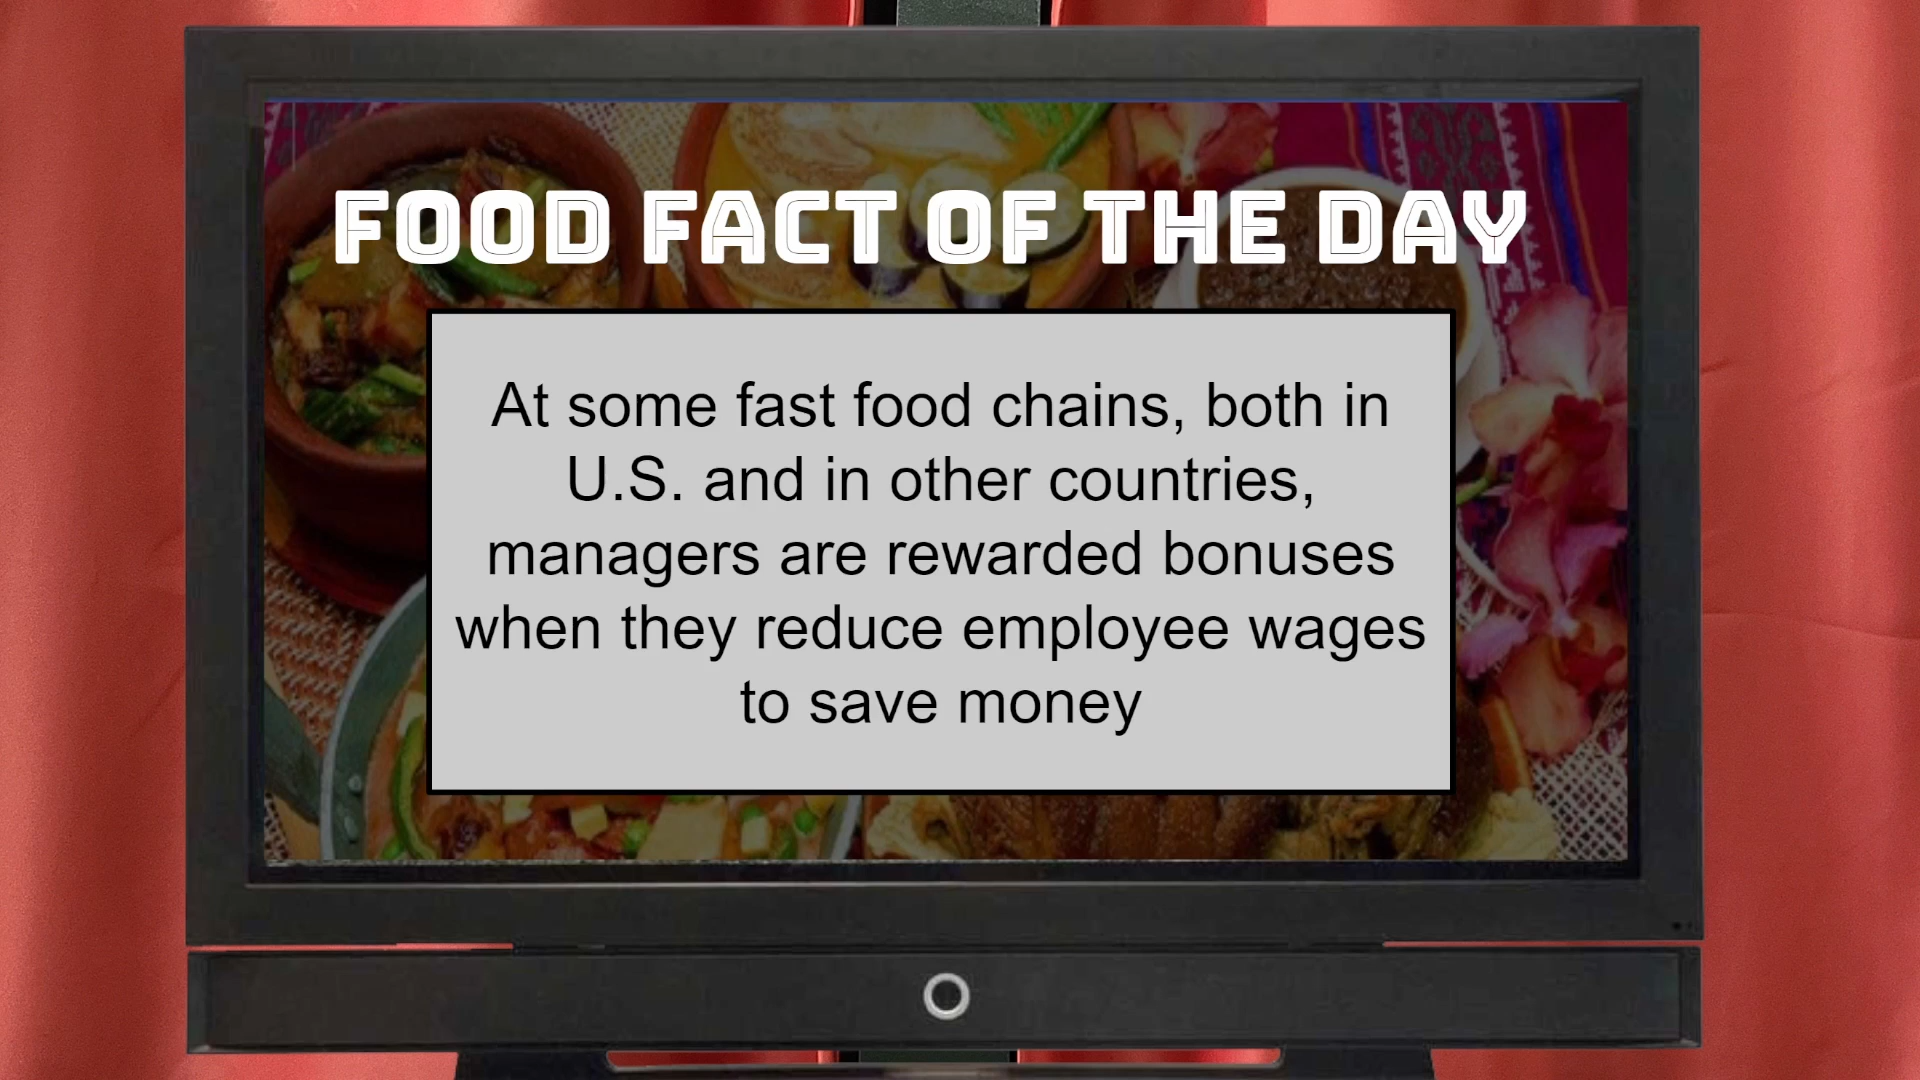 FOOD FACT OF THE DAY
At some fast food chains, both in
U.S. and in other countries,
managers are rewarded bonuses
when they reduce employee wages
to save money